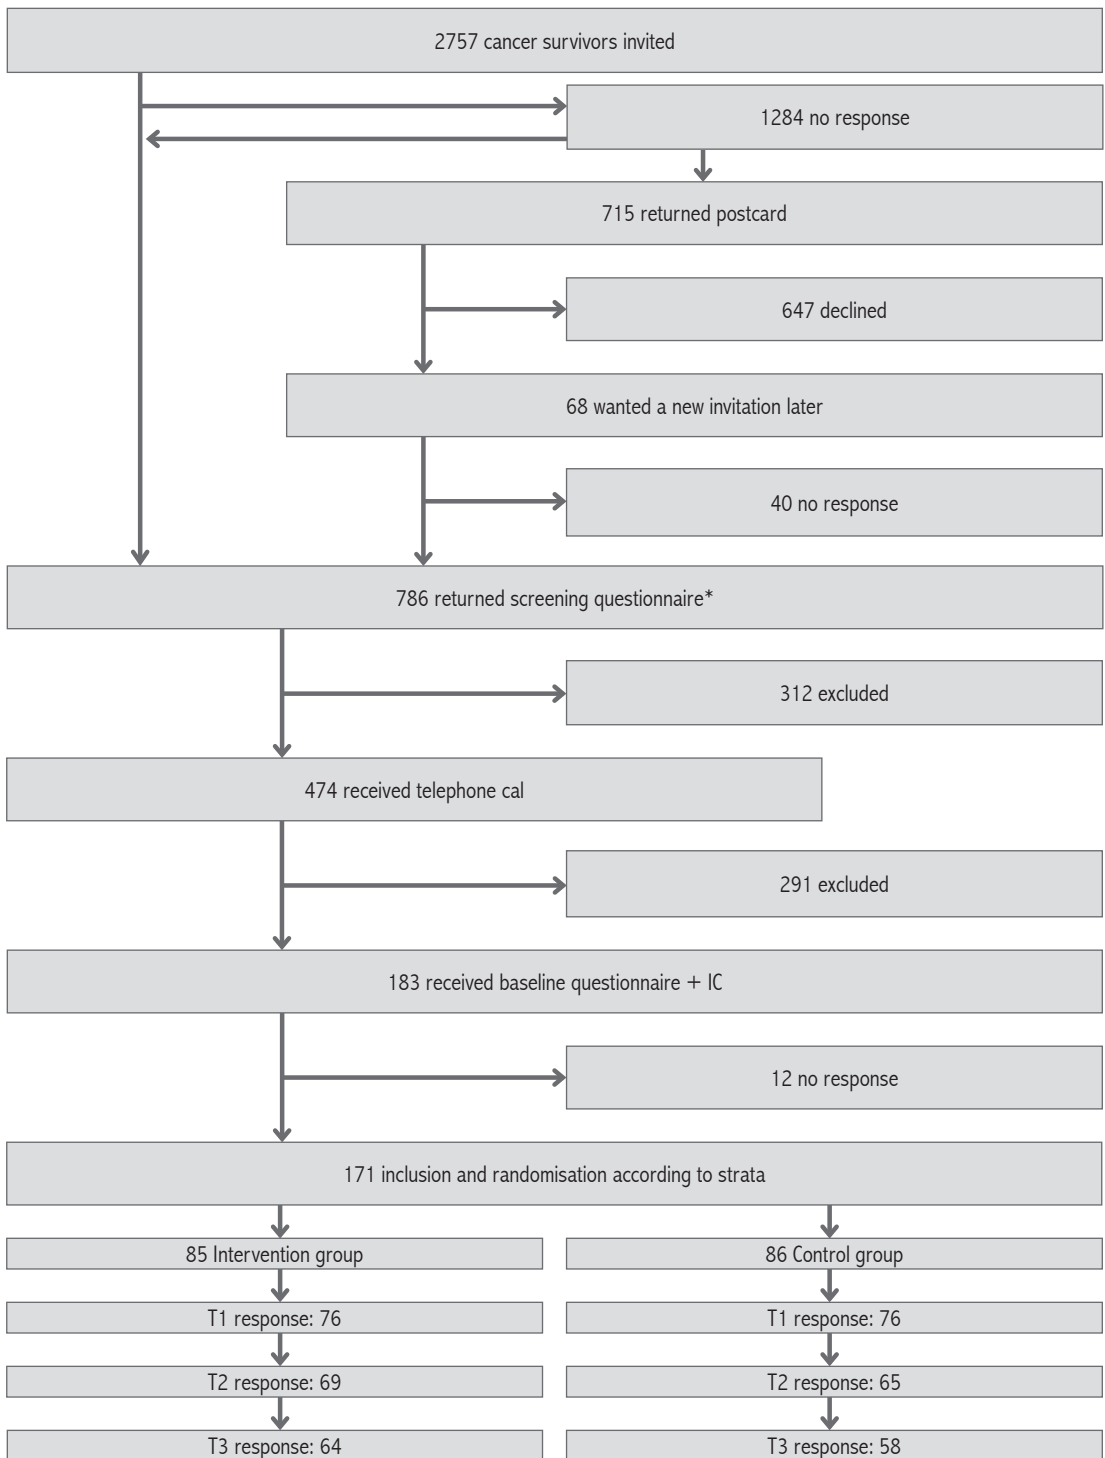 2757 cancer survivors invited
1284 no response
715 returned postcard
647 declined
68 wanted a new invitation later
40 no response
786 returned screening questionnaire*
312 excluded
474 received telephone cal
291 excluded
183 received baseline questionnaire + IC
12 no response
171 inclusion and randomisation according to strata
85 Intervention group
86 Control group
T1 response: 76
T1 response: 76
T2 response: 69
T2 response: 65
T3 response: 64
T3 response: 58